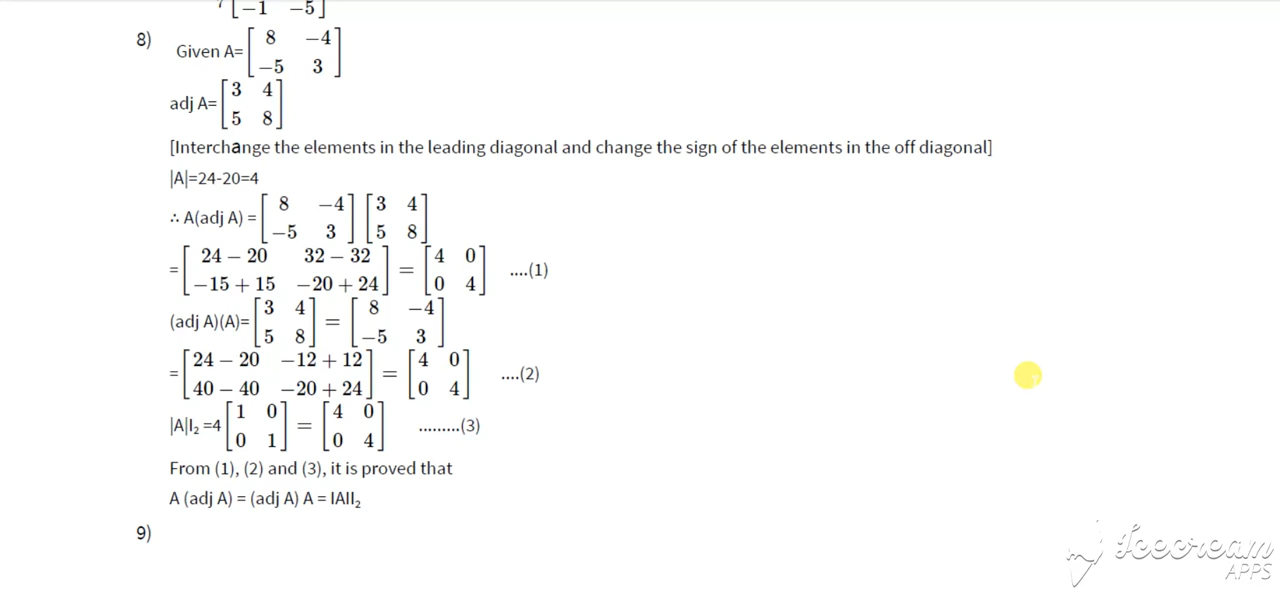 [−1 −5]
8)
Given A=[8 −4
−5 3]
adj A=[3 4
5 8]
[Interchange the elements in the leading diagonal and change the sign of the elements in the off diagonal]
|A|=24-20=4
∴ A(adj A) =[8 −4
−5 3][3 4
5 8]
=[24 − 20 32 − 32
−15 + 15 −20 + 24] = [4 0
0 4] ....(1)
(adj A)(A)=[3 4
5 8] = [8 −4
−5 3]
=[24 − 20 −12 + 12
40 − 40 −20 + 24] = [4 0
0 4] ....(2)
|A|I₂ =4[1 0
0 1] = [4 0
0 4] .........(3)
From (1), (2) and (3), it is proved that
A (adj A) = (adj A) A = IAII₂
9)
Icecream
APPS